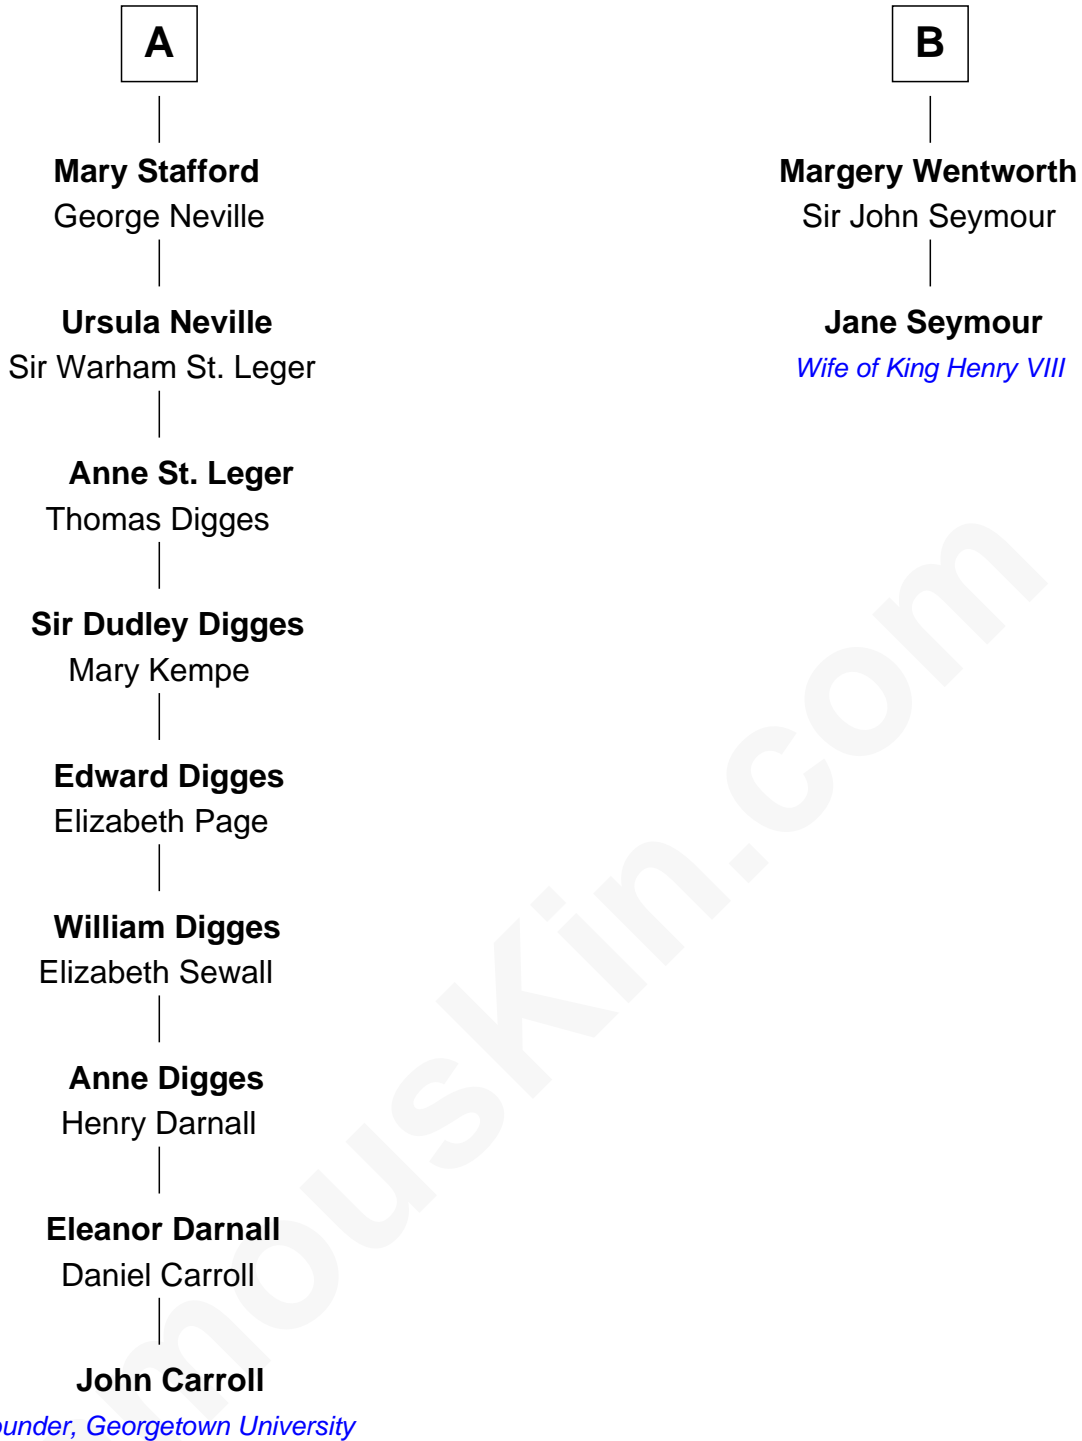 A
Mary Stafford
George Neville
Ursula Neville
Sir Warham St. Leger
Anne St. Leger
Thomas Digges
Sir Dudley Digges
Mary Kempe
Edward Digges
Elizabeth Page
William Digges
Elizabeth Sewall
Anne Digges
Henry Darnall
Eleanor Darnall
Daniel Carroll
John Carroll
ounder, Georgetown University
B
Margery Wentworth
Sir John Seymour
Jane Seymour
Wife of King Henry VIII
mouskin.com